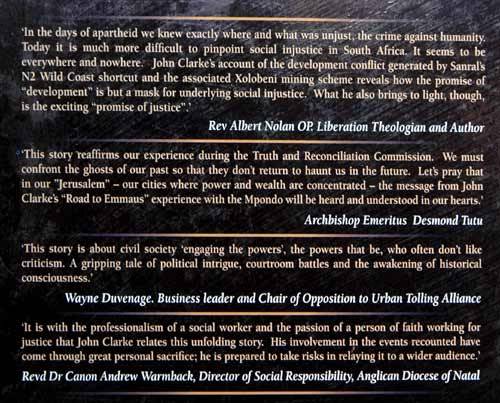 'In the days of apartheid we knew exactly where and what was unjust, the crime against humanity.
Today it is much more difficult to pinpoint social injustice in South Africa. It seems to be
everywhere and nowhere.' John Clarke's account of the development conflict generated by Sanral's
N2 Wild Coast shortcut and the associated Xolobeni mining scheme reveals how the promise of
"development" is but a mask for underlying social injustice. What he also brings to light, though,
is the exciting "promise of justice".'
Rev Albert Nolan OP. Liberation Theologian and Author
'This story reaffirms our experience during the Truth and Reconciliation Commission. We must
confront the ghosts of our past so that they don't return to haunt us in the future. Let's pray that
in our "Jerusalem" – our cities where power and wealth are concentrated – the message from John
Clarke's "Road to Emmaus" experience with the Mpondo will be heard and understood in our hearts.'
Archbishop Emeritus Desmond Tutu
'This story is about civil society 'engaging the powers', the powers that be, who often don't like
criticism. A gripping tale of political intrigue, courtroom battles and the awakening of historical
consciousness.'
Wayne Duvenage. Business leader and Chair of Opposition to Urban Tolling Alliance
'It is with the professionalism of a social worker and the passion of a person of faith working for
justice that John Clarke relates this unfolding story. His involvement in the events recounted have
come through great personal sacrifice; he is prepared to take risks in relaying it to a wider audience.'
Revd Dr Canon Andrew Warmback, Director of Social Responsibility, Anglican Diocese of Natal